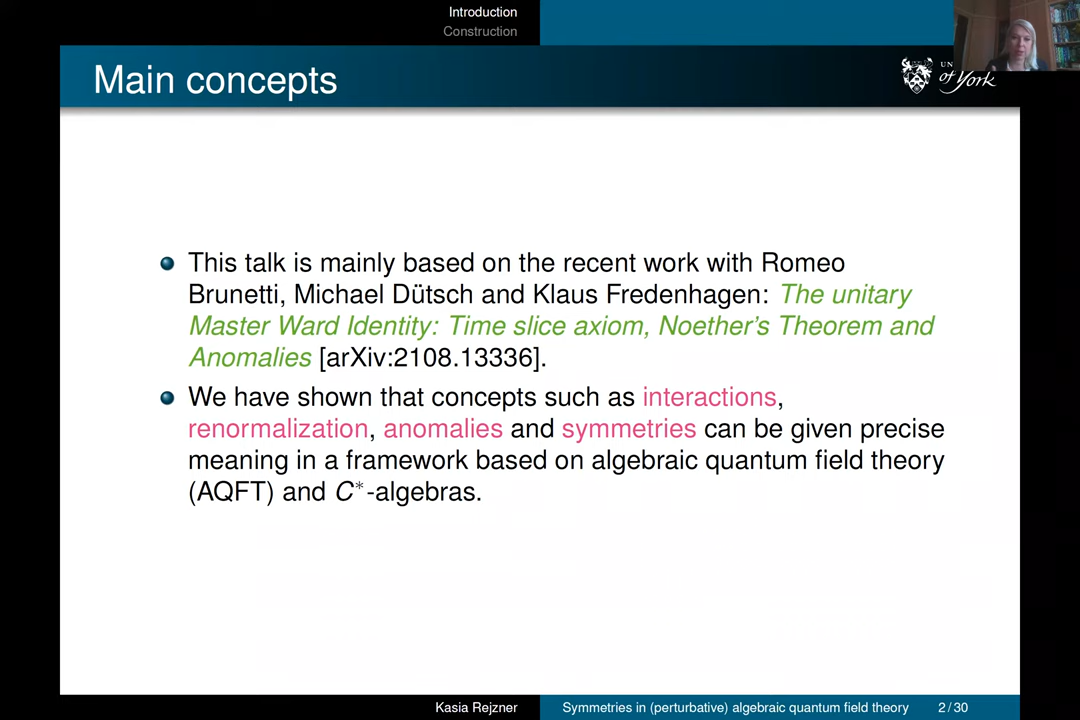 Introduction
Construction
Main concepts
UN
of York
This talk is mainly based on the recent work with Romeo
Brunetti, Michael Dütsch and Klaus Fredenhagen: The unitary
Master Ward Identity: Time slice axiom, Noether's Theorem and
Anomalies [arXiv:2108.13336].
We have shown that concepts such as interactions,
renormalization, anomalies and symmetries can be given precise
meaning in a framework based on algebraic quantum field theory
(AQFT) and C*-algebras.
Kasia Rejzner
Symmetries in (perturbative) algebraic quantum field theory
2/30